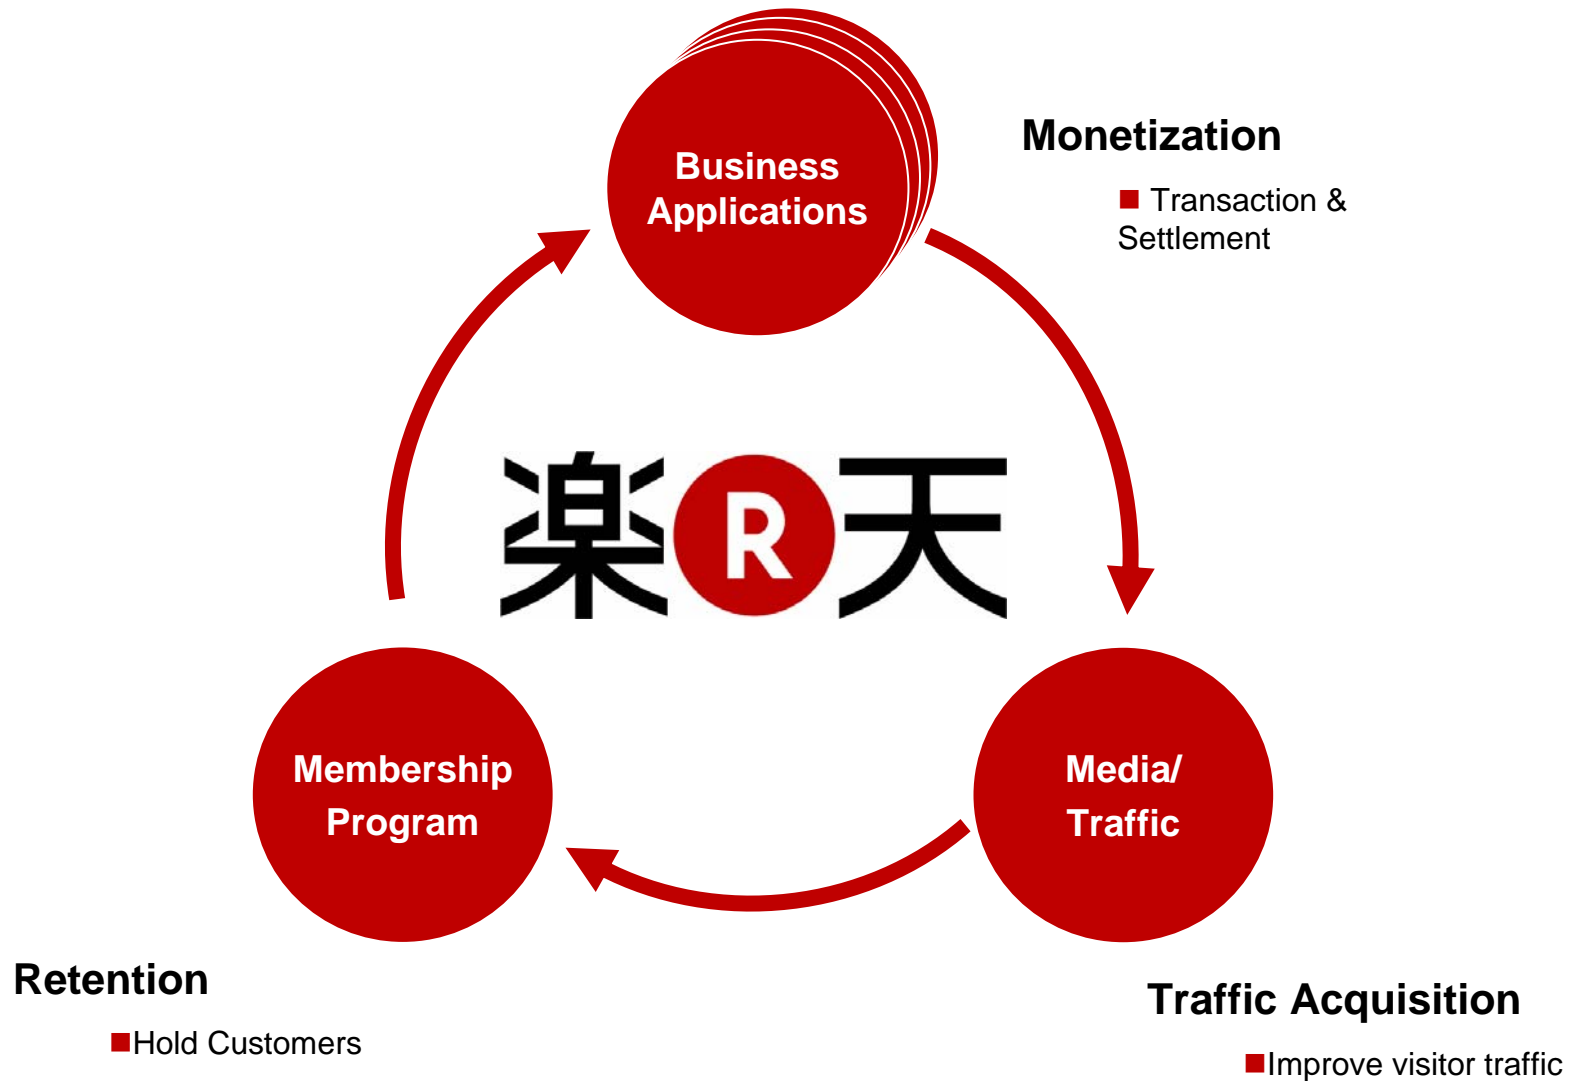 Business
Applications
Monetization
■ Transaction &
Settlement
楽R天
Membership
Program
Media/
Traffic
Retention
■Hold Customers
Traffic Acquisition
■Improve visitor traffic